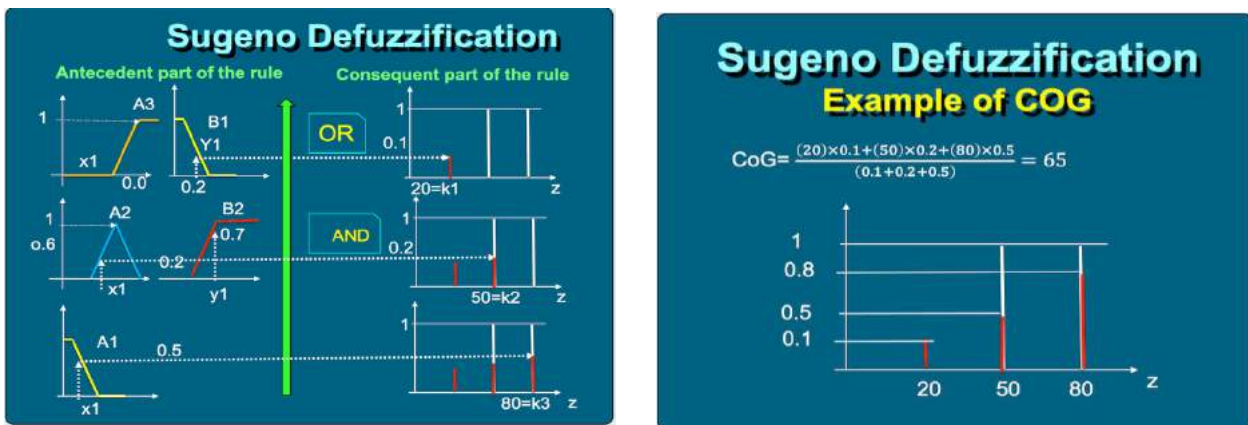 Sugeno Defuzzification
Antecedent part of the rule
Consequent part of the rule
1
A3
x1
0.0
B1
Y1
0.2
OR
1
0.1
20=k1
z
1
A2
o.6
x1
0.2
B2
0.7
y1
AND
1
0.2
50=k2
z
A1
x1
0.5
1
80=k3
z
Sugeno Defuzzification
Example of COG
CoG= (20)×0.1+(50)×0.2+(80)×0.5 / (0.1+0.2+0.5) = 65
1
0.8
0.5
0.1
20
50
80
z